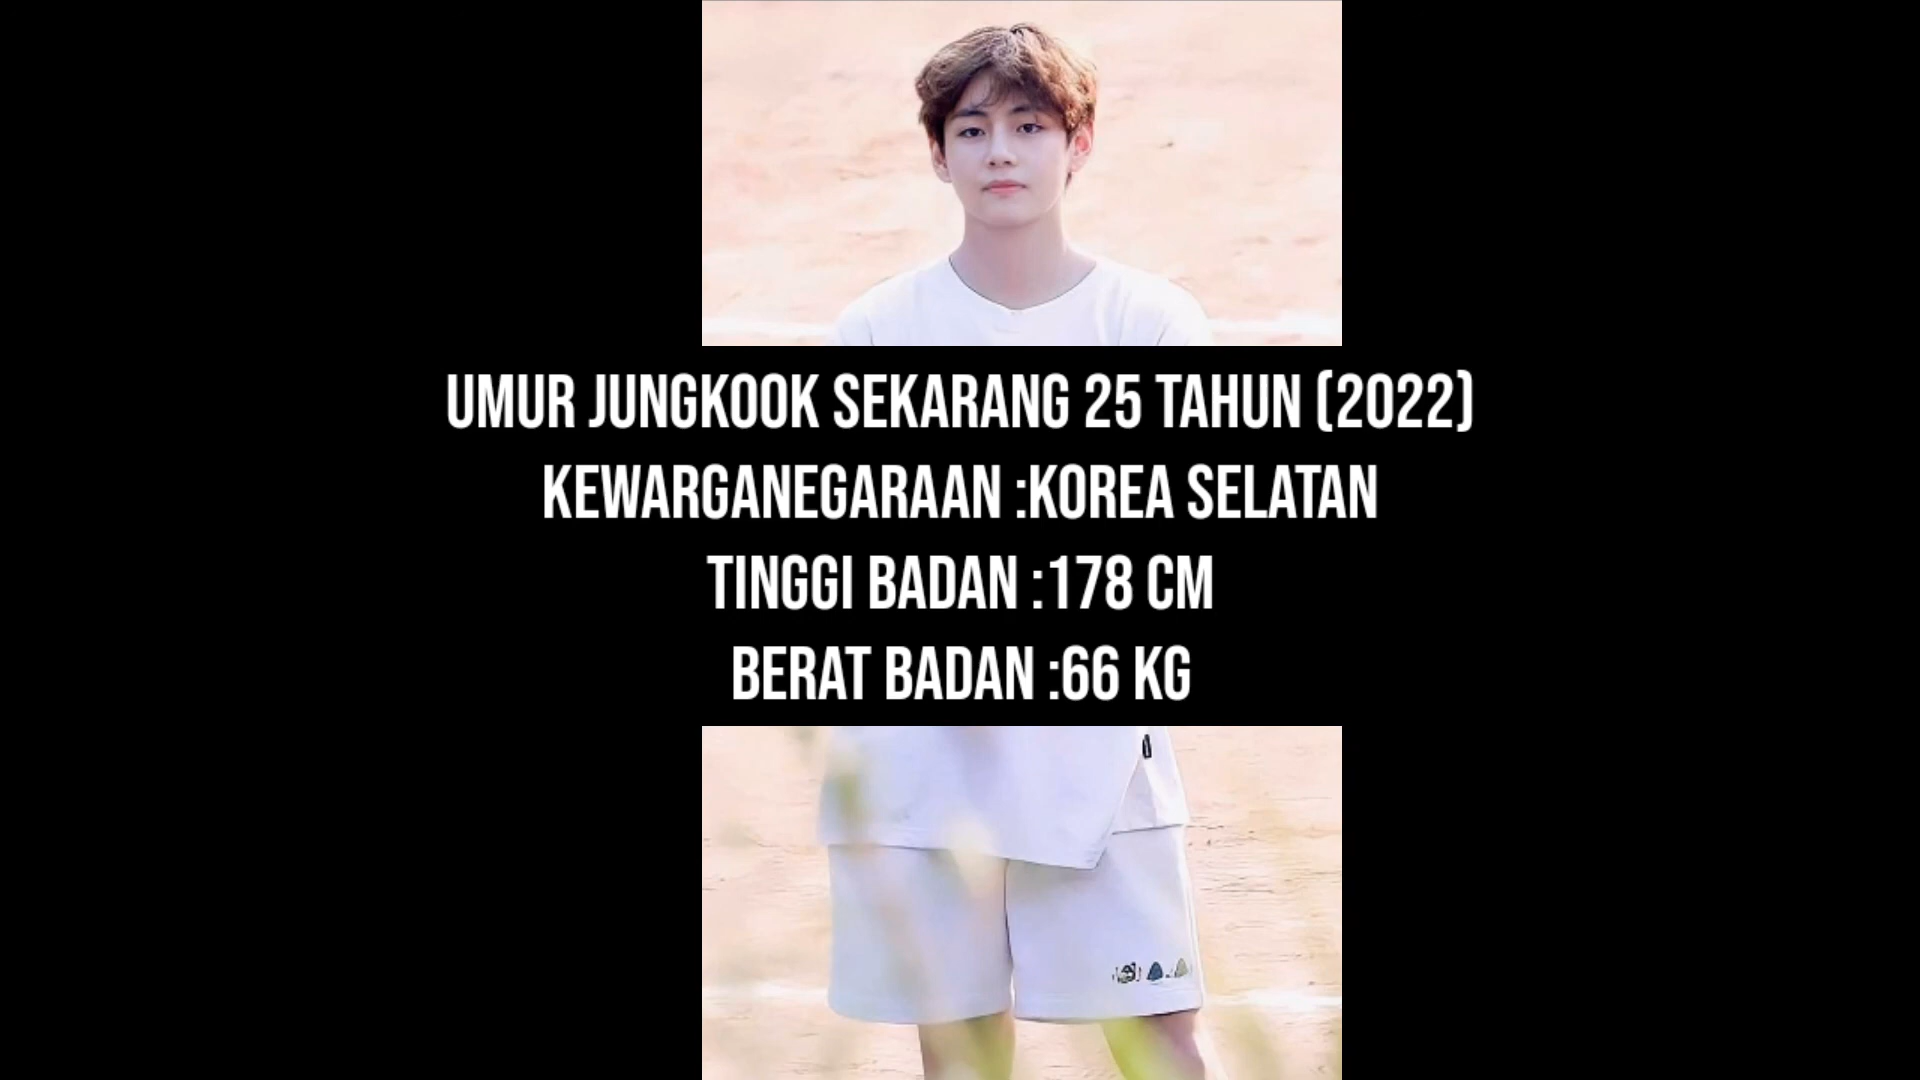 UMUR JUNGKOOK SEKARANG 25 TAHUN (2022)
KEWARGANEGARAAN :KOREA SELATAN
TINGGI BADAN :178 CM
BERAT BADAN :66 KG